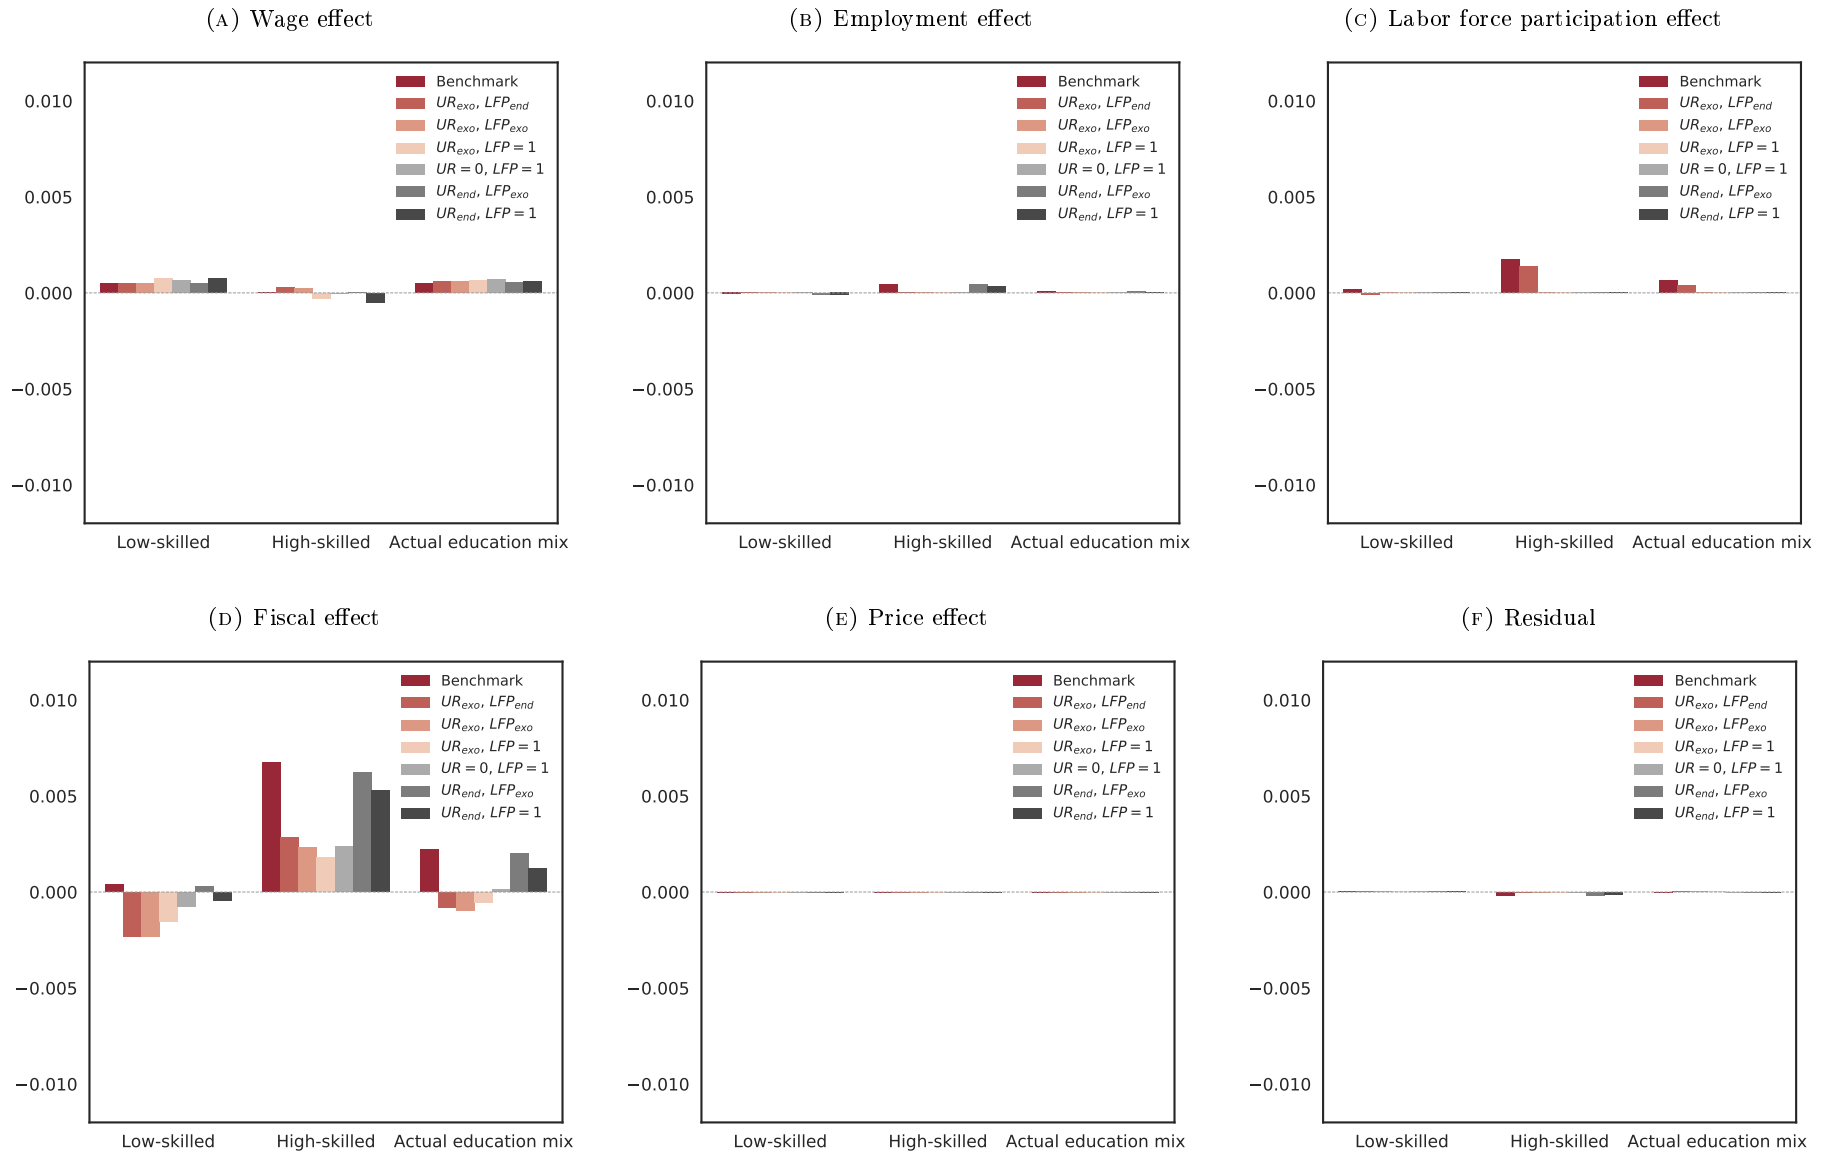 (A) Wage effect
0.010
0.005
0.000
−0.005
−0.010
Benchmark
UR_exo, LFP_end
UR_exo, LFP_exo
UR_exo, LFP = 1
UR = 0, LFP = 1
UR_end, LFP_exo
UR_end, LFP = 1
Low-skilled High-skilled Actual education mix
(B) Employment effect
0.010
0.005
0.000
−0.005
−0.010
Benchmark
UR_exo, LFP_end
UR_exo, LFP_exo
UR_exo, LFP = 1
UR = 0, LFP = 1
UR_end, LFP_exo
UR_end, LFP = 1
Low-skilled High-skilled Actual education mix
(C) Labor force participation effect
0.010
0.005
0.000
−0.005
−0.010
Benchmark
UR_exo, LFP_end
UR_exo, LFP_exo
UR_exo, LFP = 1
UR = 0, LFP = 1
UR_end, LFP_exo
UR_end, LFP = 1
Low-skilled High-skilled Actual education mix
(D) Fiscal effect
0.010
0.005
0.000
−0.005
−0.010
Benchmark
UR_exo, LFP_end
UR_exo, LFP_exo
UR_exo, LFP = 1
UR = 0, LFP = 1
UR_end, LFP_exo
UR_end, LFP = 1
Low-skilled High-skilled Actual education mix
(E) Price effect
0.010
0.005
0.000
−0.005
−0.010
Benchmark
UR_exo, LFP_end
UR_exo, LFP_exo
UR_exo, LFP = 1
UR = 0, LFP = 1
UR_end, LFP_exo
UR_end, LFP = 1
Low-skilled High-skilled Actual education mix
(F) Residual
0.010
0.005
0.000
−0.005
−0.010
Benchmark
UR_exo, LFP_end
UR_exo, LFP_exo
UR_exo, LFP = 1
UR = 0, LFP = 1
UR_end, LFP_exo
UR_end, LFP = 1
Low-skilled High-skilled Actual education mix